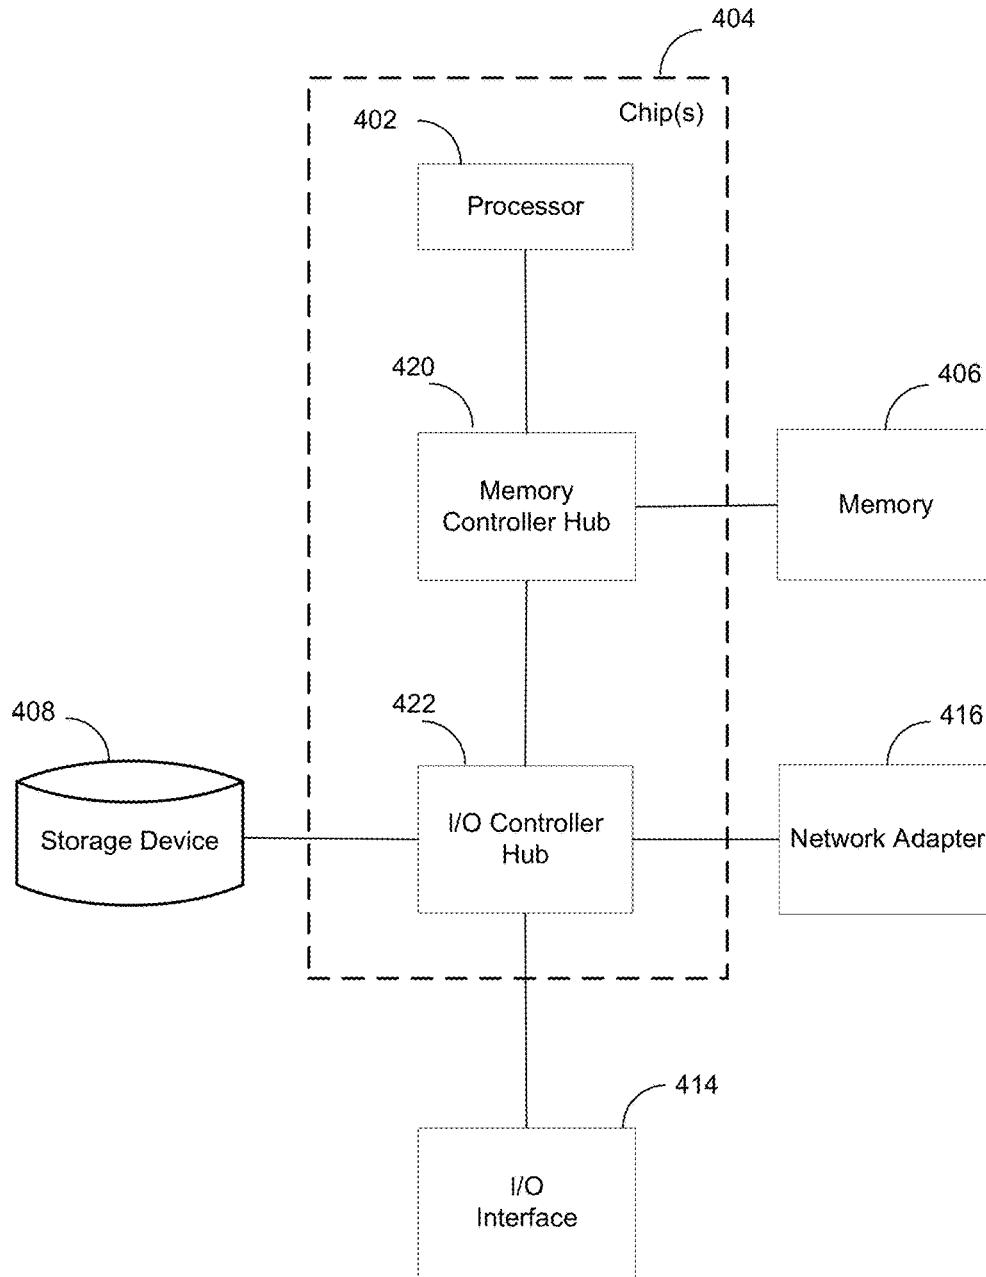 404
Chip(s)
402
Processor
420
406
Memory
Controller Hub
Memory
408
422
416
Storage Device
I/O Controller
Hub
Network Adapter
414
I/O
Interface